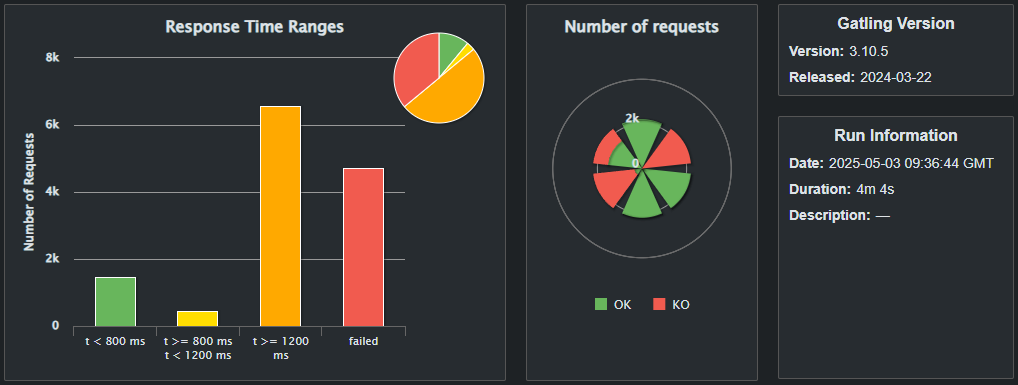 Response Time Ranges
Number of Requests
8k
6k
4k
2k
0
t < 800 ms
t >= 800 ms
t < 1200 ms
t >= 1200
ms
failed
Number of requests
2k
0
OK
KO
Gatling Version
Version: 3.10.5
Released: 2024-03-22
Run Information
Date: 2025-05-03 09:36:44 GMT
Duration: 4m 4s
Description: —